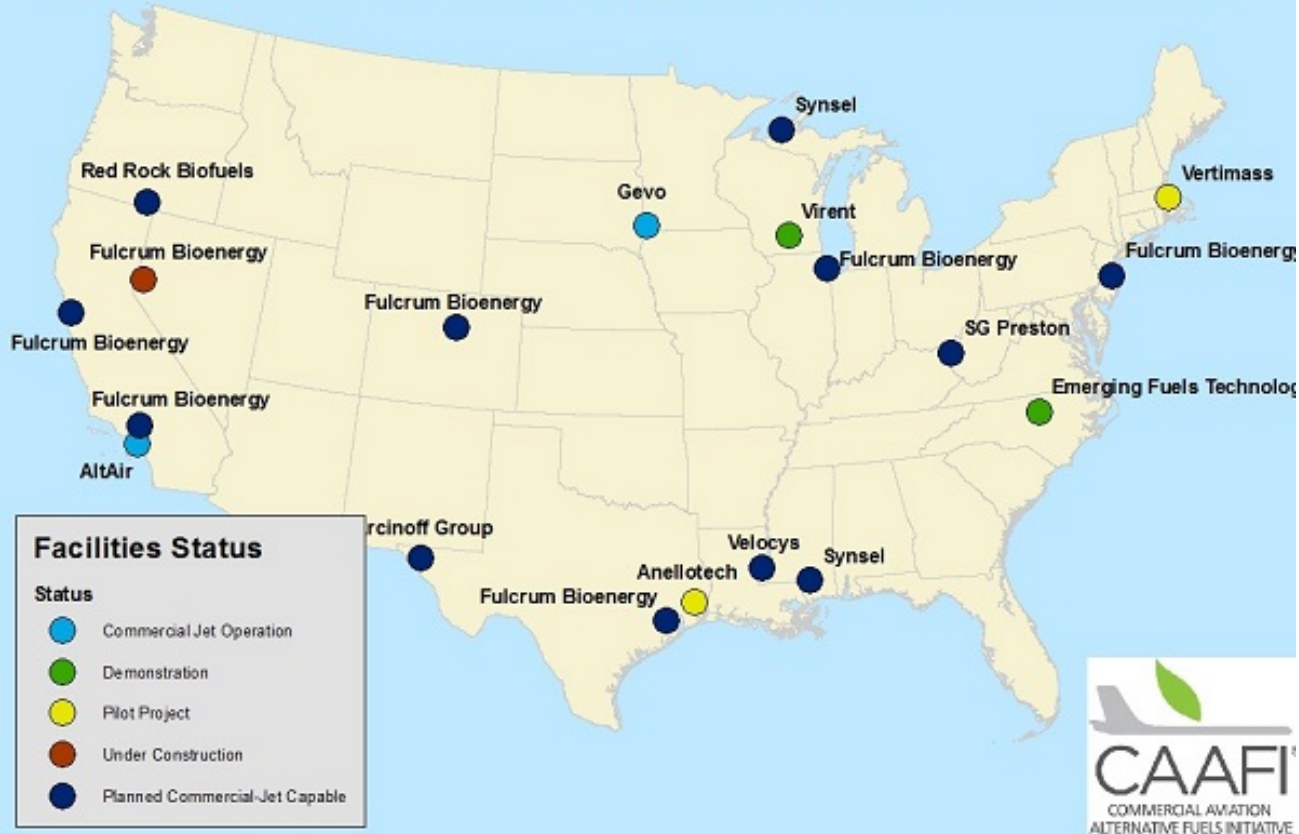 Synsel
Red Rock Biofuels
Gevo
Vertimass
Virent
Fulcrum Bioenergy
Fulcrum Bioenergy
Fulcrum Bioenergy
Fulcrum Bioenergy
SG Preston
Fulcrum Bioenergy
Emerging Fuels Technolog
Fulcrum Bioenergy
AltAir
rcinoff Group
Velocys
Synsel
Anellotech
Fulcrum Bioenergy
Facilities Status
Status
Commercial Jet Operation
Demonstration
Pilot Project
Under Construction
Planned Commercial-Jet Capable
CAAFI
COMMERCIAL AVIATION
ALTERNATIVE FUELS INITIATIVE